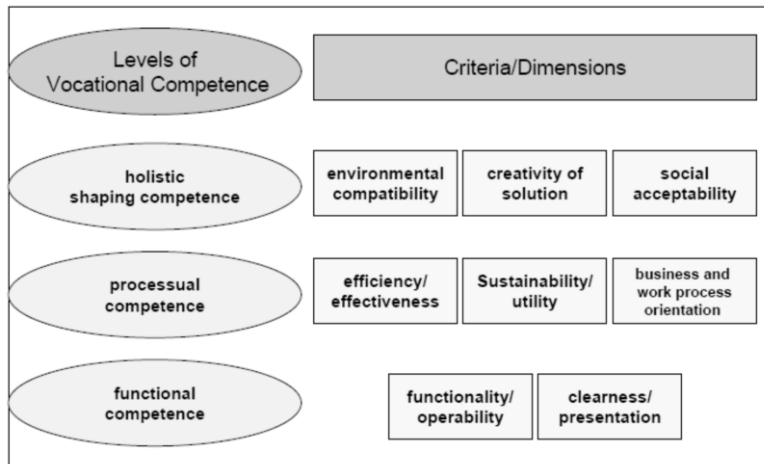 Levels of
Vocational Competence
Criteria/Dimensions
holistic
shaping competence
environmental
compatibility
creativity of
solution
social
acceptability
processual
competence
efficiency/
effectiveness
Sustainability/
utility
business and
work process
orientation
functional
competence
functionality/
operability
clearness/
presentation